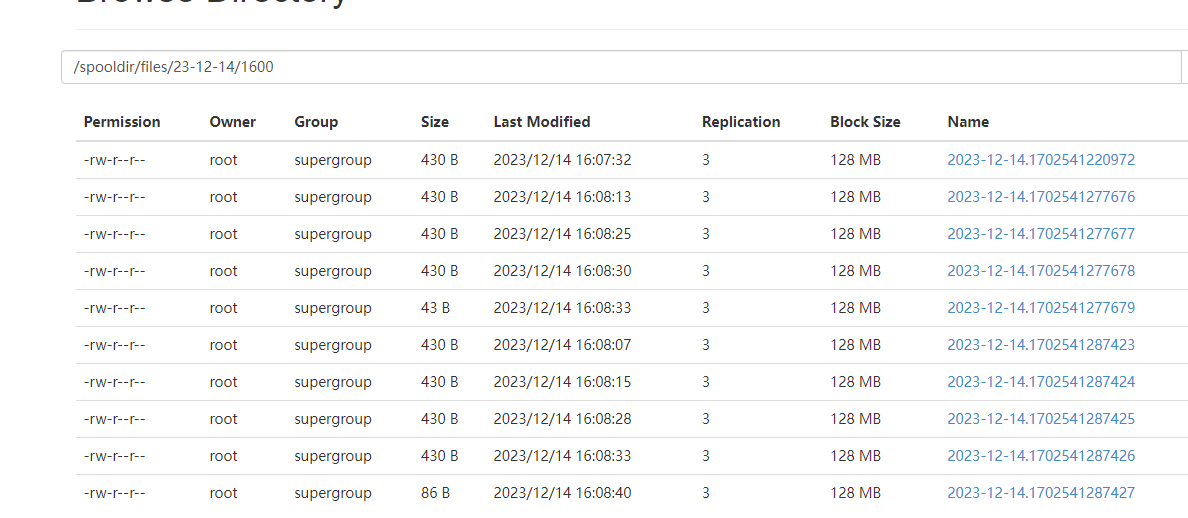 Browse Directory
/spooldir/files/23-12-14/1600
Permission Owner Group Size Last Modified Replication Block Size Name
-rw-r--r-- root supergroup 430 B 2023/12/14 16:07:32 3 128 MB 2023-12-14.1702541220972
-rw-r--r-- root supergroup 430 B 2023/12/14 16:08:13 3 128 MB 2023-12-14.1702541277676
-rw-r--r-- root supergroup 430 B 2023/12/14 16:08:25 3 128 MB 2023-12-14.1702541277677
-rw-r--r-- root supergroup 430 B 2023/12/14 16:08:30 3 128 MB 2023-12-14.1702541277678
-rw-r--r-- root supergroup 43 B 2023/12/14 16:08:33 3 128 MB 2023-12-14.1702541277679
-rw-r--r-- root supergroup 430 B 2023/12/14 16:08:07 3 128 MB 2023-12-14.1702541287423
-rw-r--r-- root supergroup 430 B 2023/12/14 16:08:15 3 128 MB 2023-12-14.1702541287424
-rw-r--r-- root supergroup 430 B 2023/12/14 16:08:28 3 128 MB 2023-12-14.1702541287425
-rw-r--r-- root supergroup 430 B 2023/12/14 16:08:33 3 128 MB 2023-12-14.1702541287426
-rw-r--r-- root supergroup 86 B 2023/12/14 16:08:40 3 128 MB 2023-12-14.1702541287427